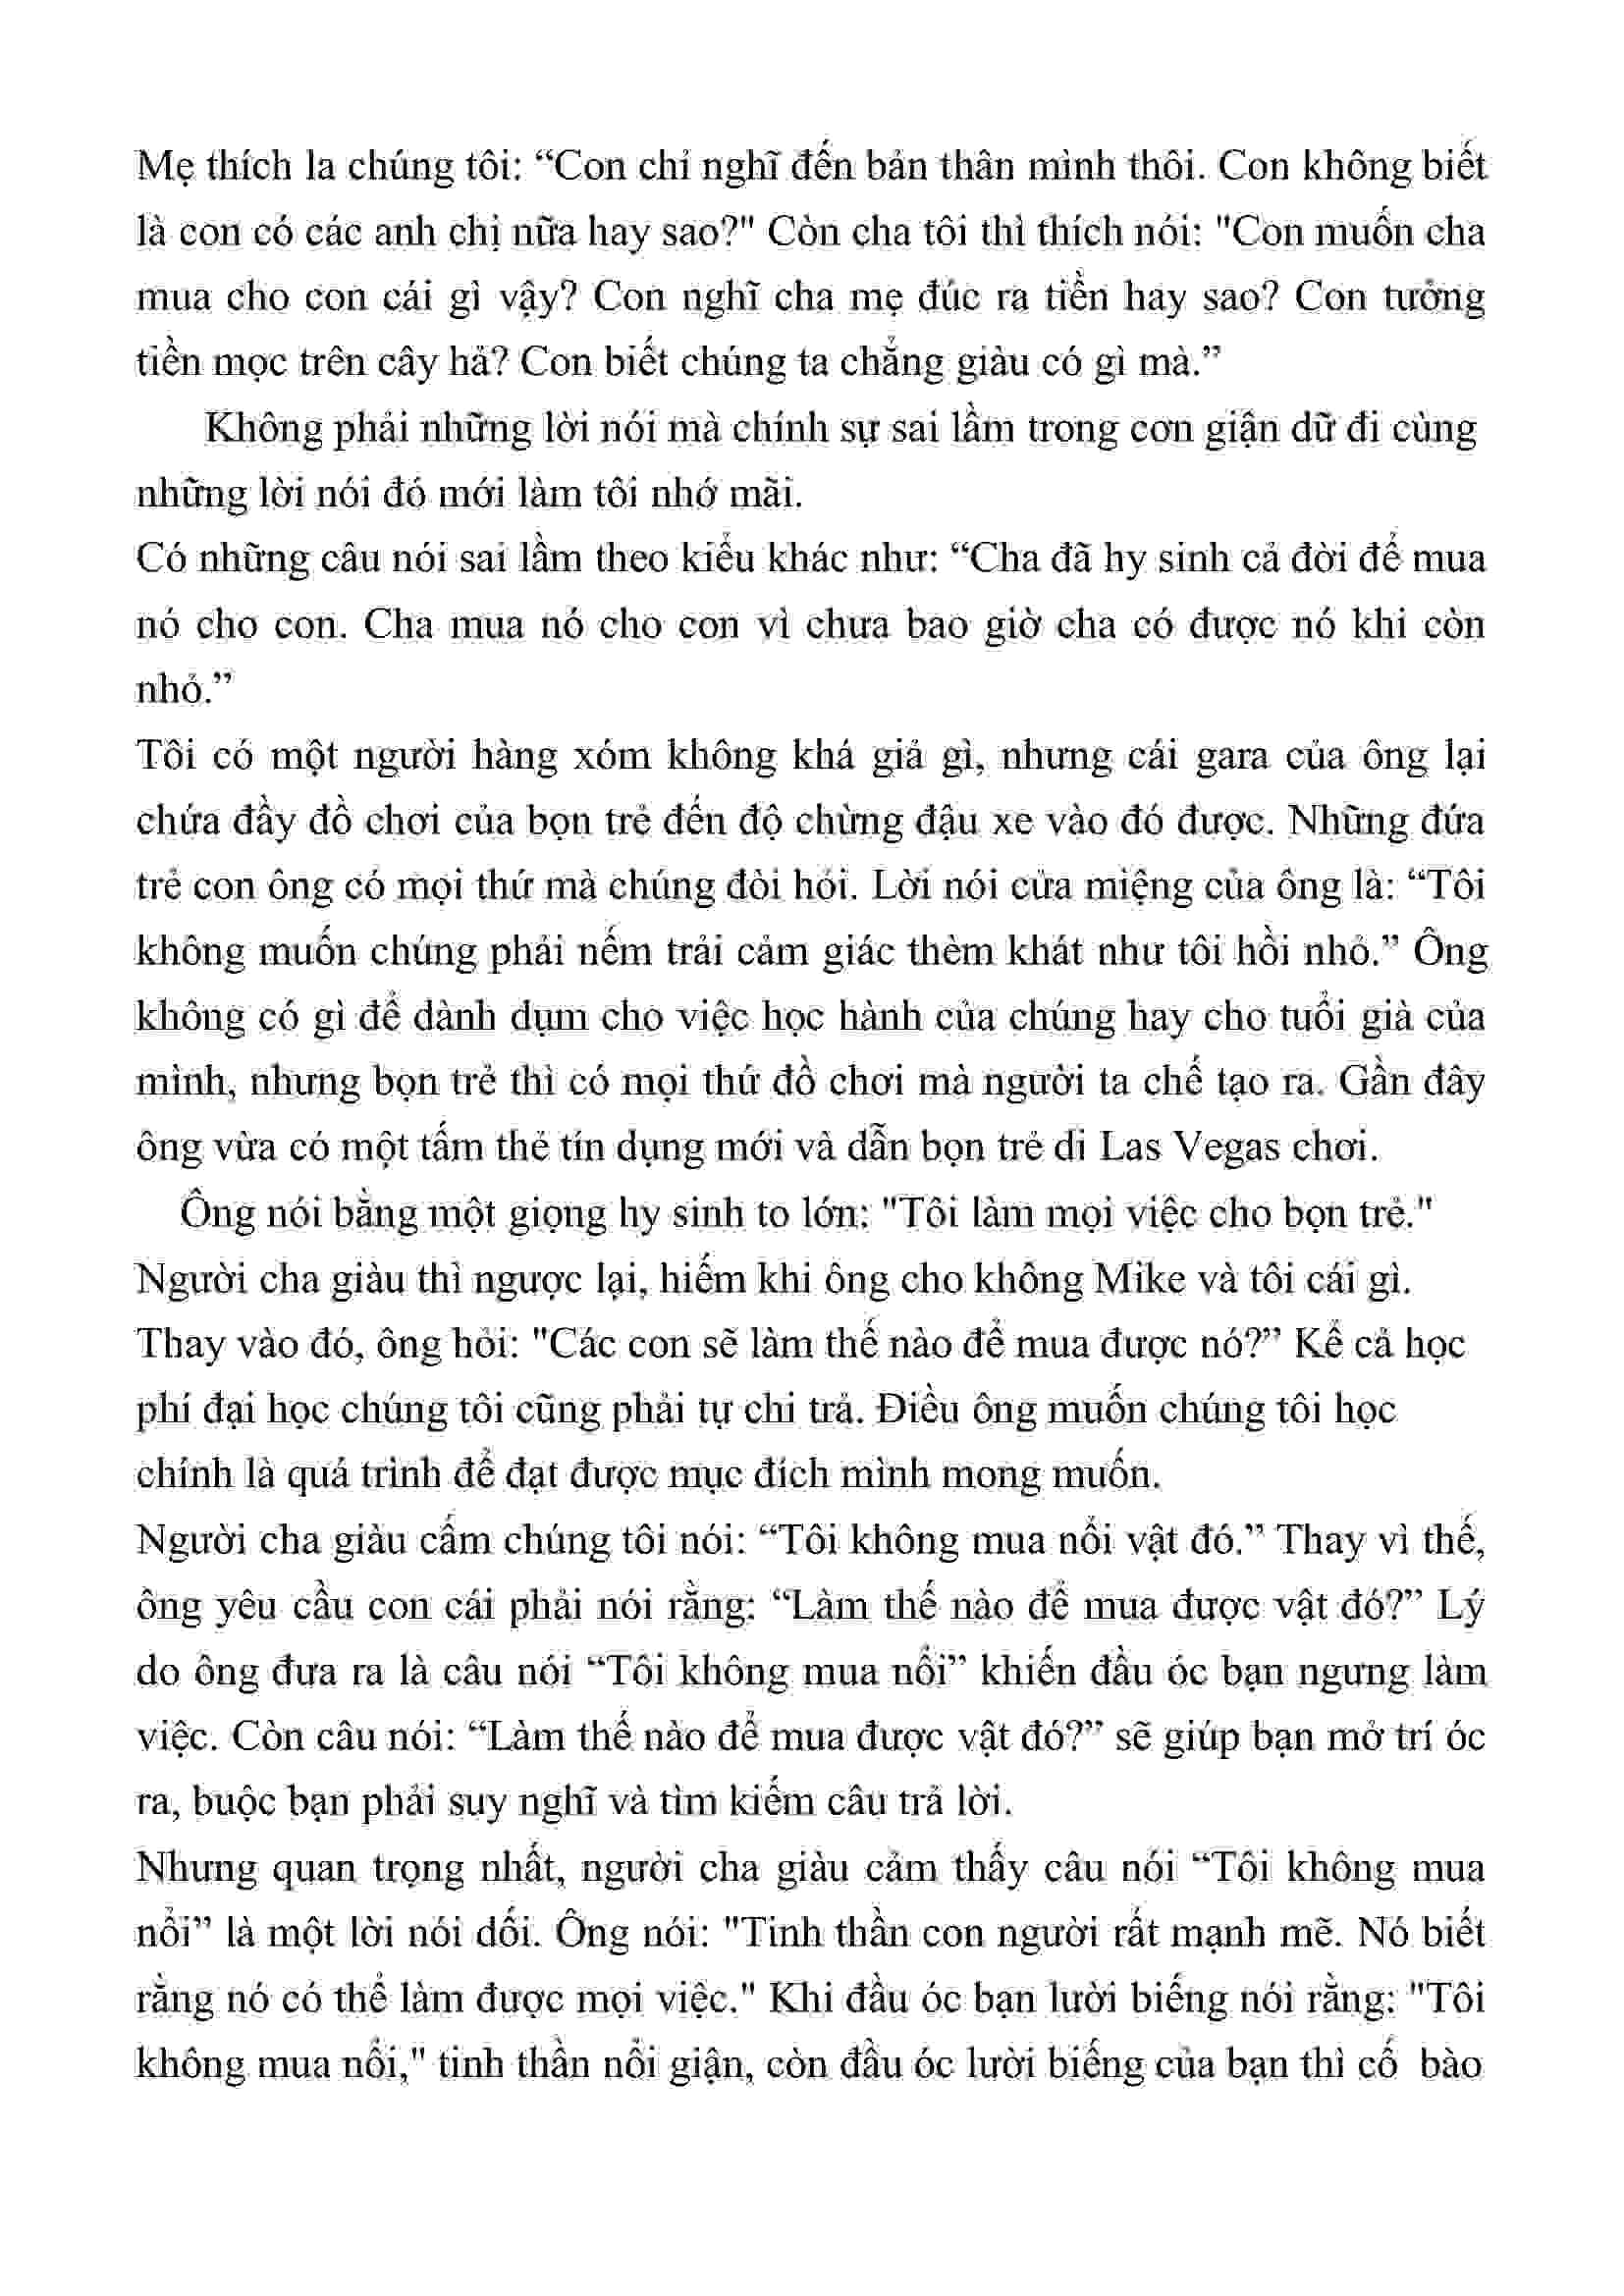 Mẹ thích la chúng tôi: “Con chỉ nghĩ đến bản thân mình thôi. Con không biết
là con có các anh chị nữa hay sao?" Còn cha tôi thì thích nói: "Con muốn cha
mua cho con cái gì vậy? Con nghĩ cha mẹ đúc ra tiền hay sao? Con tưởng
tiền mọc trên cây hả? Con biết chúng ta chẳng giàu có gì mà.”
Không phải những lời nói mà chính sự sai lầm trong cơn giận dữ đi cùng
những lời nói đó mới làm tôi nhớ mãi.
Có những câu nói sai lầm theo kiểu khác như: “Cha đã hy sinh cả đời để mua
nó cho con. Cha mua nó cho con vì chưa bao giờ cha có được nó khi còn
nhỏ.”
Tôi có một người hàng xóm không khá giả gì, nhưng cái gara của ông lại
chứa đầy đồ chơi của bọn trẻ đến độ chừng đậu xe vào đó được. Những đứa
trẻ con ông có mọi thứ mà chúng đòi hỏi. Lời nói cửa miệng của ông là: “Tôi
không muốn chúng phải nếm trải cảm giác thèm khát như tôi hồi nhỏ.” Ông
không có gì để dành dụm cho việc học hành của chúng hay cho tuổi già của
mình, nhưng bọn trẻ thì có mọi thứ đồ chơi mà người ta chế tạo ra. Gần đây
ông vừa có một tấm thẻ tín dụng mới và dẫn bọn trẻ đi Las Vegas chơi.
Ông nói bằng một giọng hy sinh to lớn: "Tôi làm mọi việc cho bọn trẻ."
Người cha giàu thì ngược lại, hiếm khi ông cho không Mike và tôi cái gì.
Thay vào đó, ông hỏi: "Các con sẽ làm thế nào để mua được nó?” Kể cả học
phí đại học chúng tôi cũng phải tự chi trả. Điều ông muốn chúng tôi học
chính là quá trình để đạt được mục đích mình mong muốn.
Người cha giàu cấm chúng tôi nói: “Tôi không mua nổi vật đó.” Thay vì thế,
ông yêu cầu con cái phải nói rằng: “Làm thế nào để mua được vật đó?” Lý
do ông đưa ra là câu nói “Tôi không mua nổi” khiến đầu óc bạn ngưng làm
việc. Còn câu nói: “Làm thế nào để mua được vật đó?” sẽ giúp bạn mở trí óc
ra, buộc bạn phải suy nghĩ và tìm kiếm câu trả lời.
Nhưng quan trọng nhất, người cha giàu cảm thấy câu nói “Tôi không mua
nổi” là một lời nói dối. Ông nói: "Tinh thần con người rất mạnh mẽ. Nó biết
rằng nó có thể làm được mọi việc." Khi đầu óc bạn lười biếng nói rằng: "Tôi
không mua nổi," tinh thần nổi giận, còn đầu óc lười biếng của bạn thì cố bào